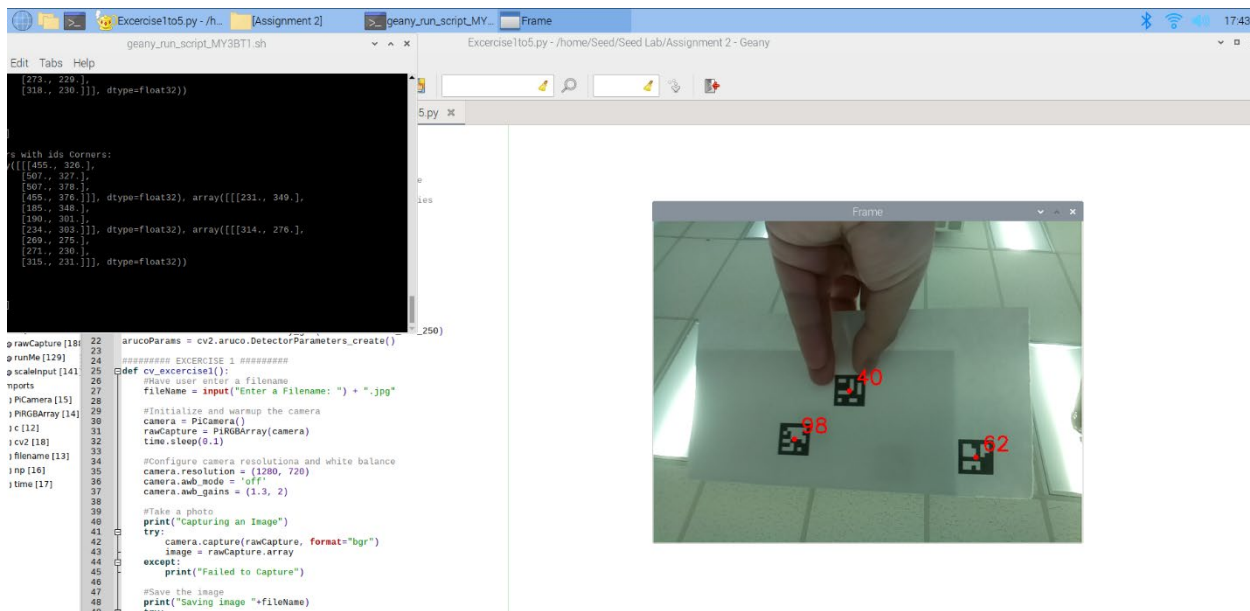 Excercise1to5.py - /h...
[Assignment 2]
geany_run_script_MY...
Frame
17:43
geany_run_script_MY3BT1.sh
Excercise1to5.py - /home/Seed/Seed Lab/Assignment 2 - Geany
Edit Tabs Help
[273., 229.],
[318., 230.]]], dtype=float32))
]
rs with ids Corners:
y([[[455., 326.],
[507., 327.],
[507., 378.],
[455., 376.]]], dtype=float32), array([[[231., 349.],
[185., 348.],
[190., 301.],
[234., 303.]]], dtype=float32), array([[[314., 276.],
[269., 275.],
[271., 230.],
[315., 231.]]], dtype=float32))
]
5.py
e
ies
_250)
rawCapture [18
runMe [129]
scaleInput [141]
mports
PiCamera [15]
PiRGBArray [14]
c [12]
cv2 [18]
filename [13]
np [16]
time [17]
22 arucoParams = cv2.aruco.DetectorParameters_create()
23
24 ######### EXCERCISE 1 #########
25 def cv_excercise1():
26 #Have user enter a filename
27 fileName = input("Enter a Filename: ") + ".jpg"
28
29 #Initialize and warmup the camera
30 camera = PiCamera()
31 rawCapture = PiRGBArray(camera)
32 time.sleep(0.1)
33
34 #Configure camera resolutiona and white balance
35 camera.resolution = (1280, 720)
36 camera.awb_mode = 'off'
37 camera.awb_gains = (1.3, 2)
38
39 #Take a photo
40 print("Capturing an Image")
41 try:
42 camera.capture(rawCapture, format="bgr")
43 image = rawCapture.array
44 except:
45 print("Failed to Capture")
46
47 #Save the image
48 print("Saving image "+fileName)
Frame
40
98
62